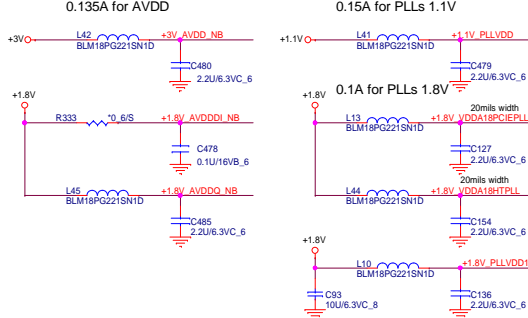 0.135A for AVDD
+3V
L42
+3V_AVDD_NB
BLM18PG221SN1D
C480
2.2U/6.3VC_6
+1.8V
R333
*0_6/S
+1.8V_AVDDDI_NB
C478
0.1U/16VB_6
L45
+1.8V_AVDDQ_NB
BLM18PG221SN1D
C485
2.2U/6.3VC_6
0.15A for PLLs 1.1V
+1.1V
L41
+1.1V_PLLVDD
BLM18PG221SN1D
C479
2.2U/6.3VC_6
0.1A for PLLs 1.8V
+1.8V
20mils width
L13
+1.8V_VDDA18PCIEPLL
BLM18PG221SN1D
C127
2.2U/6.3VC_6
20mils width
L44
+1.8V_VDDA18HTPLL
BLM18PG221SN1D
C154
2.2U/6.3VC_6
+1.8V
L10
+1.8V_PLLVDD1
BLM18PG221SN1D
C93
10U/6.3VC_8
C136
2.2U/6.3VC_6